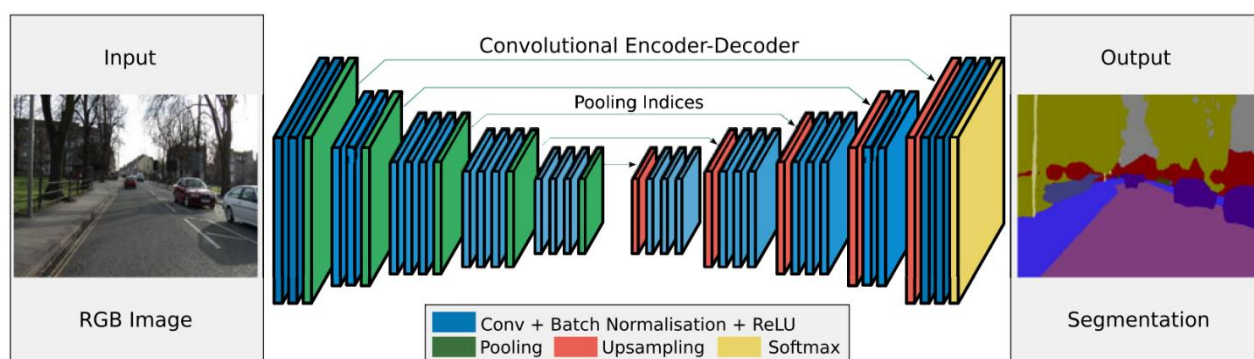 Input
RGB Image
Convolutional Encoder-Decoder
Pooling Indices
Conv + Batch Normalisation + ReLU
Pooling Upsampling Softmax
Output
Segmentation